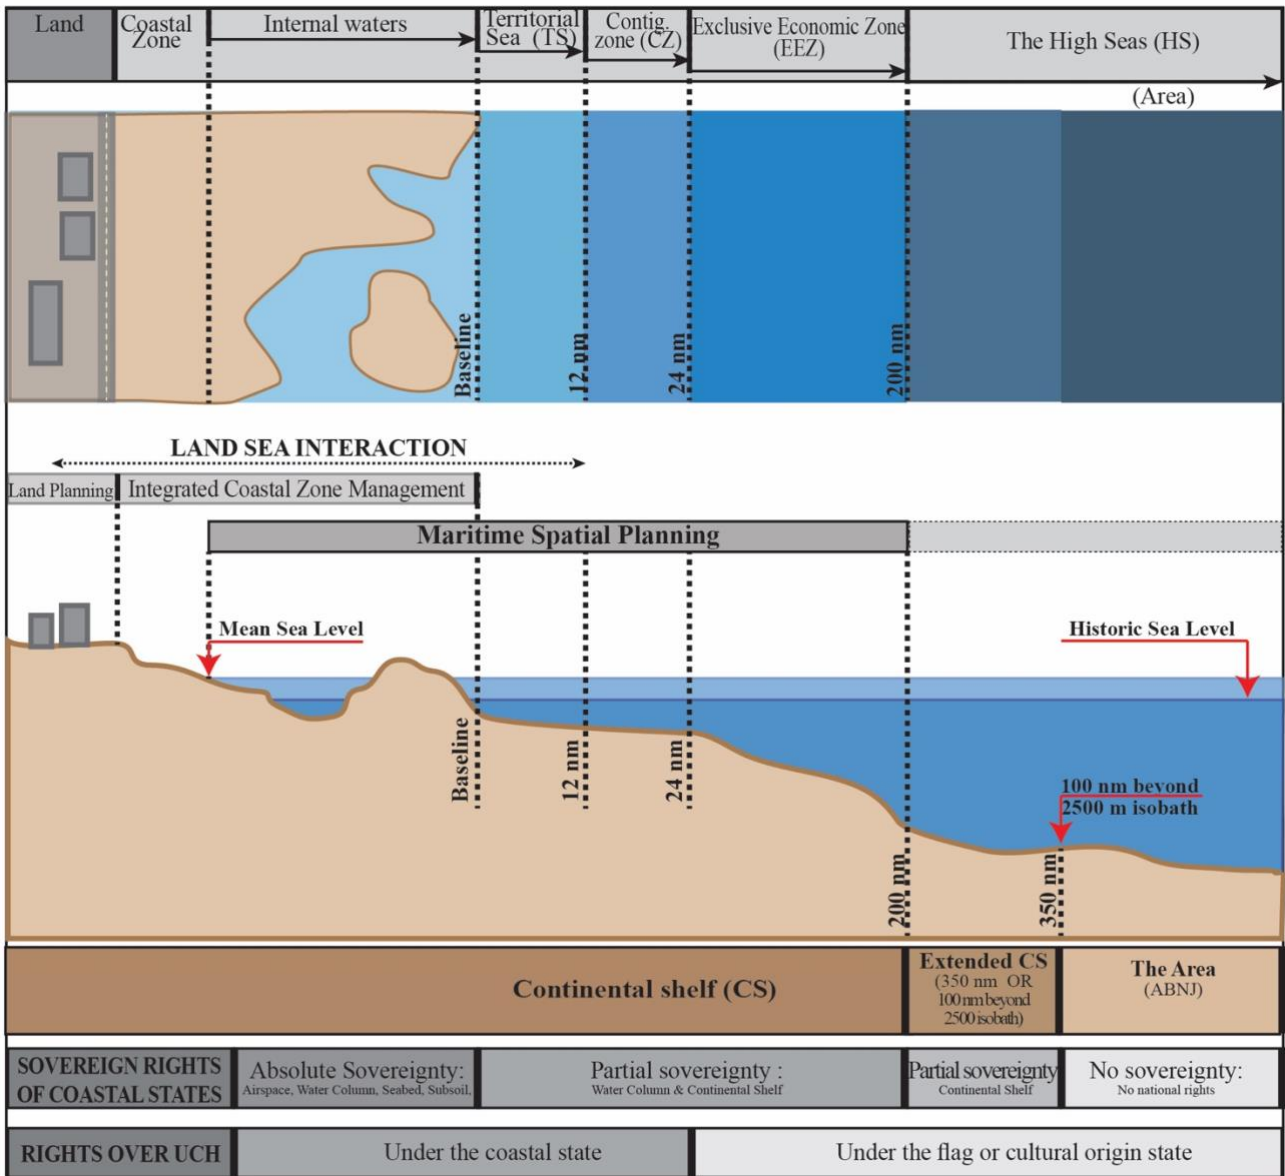 Land
Coastal
Zone
Internal waters
Territorial
Sea (TS)
Contig.
zone (CZ)
Exclusive Economic Zone
(EEZ)
The High Seas (HS)
(Area)
Baseline
12 nm
24 nm
200 nm
LAND SEA INTERACTION
Land Planning
Integrated Coastal Zone Management
Maritime Spatial Planning
Mean Sea Level
Historic Sea Level
Baseline
12 nm
24 nm
100 nm beyond
2500 m isobath
200 nm
350 nm
Continental shelf (CS)
Extended CS
(350 nm OR
100 nm beyond
2500 isobath)
The Area
(ABNJ)
SOVEREIGN RIGHTS
OF COASTAL STATES
Absolute Sovereignty:
Airspace, Water Column, Seabed, Subsoil,
Partial sovereignty :
Water Column & Continental Shelf
Partial sovereignty
Continental Shelf
No sovereignty:
No national rights
RIGHTS OVER UCH
Under the coastal state
Under the flag or cultural origin state